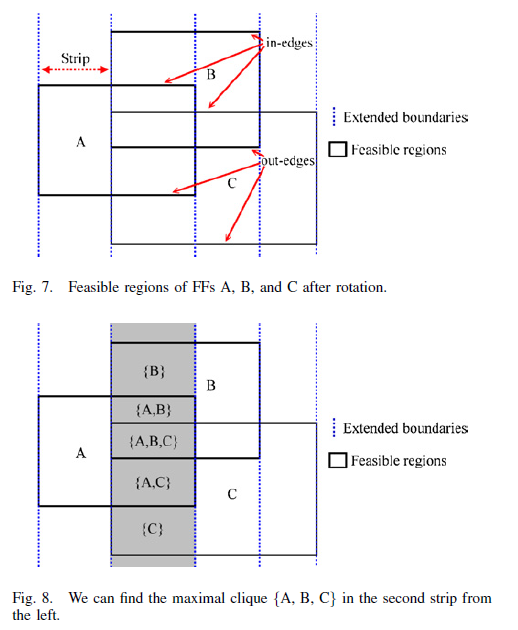 Strip
in-edges
B
Extended boundaries
A
Feasible regions
out-edges
C
Fig. 7. Feasible regions of FFs A, B, and C after rotation.
{B}
B
{A,B}
Extended boundaries
{A,B,C}
A
Feasible regions
{A,C}
C
{C}
Fig. 8. We can find the maximal clique {A, B, C} in the second strip from
the left.